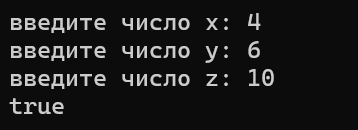 введите число x: 4
введите число y: 6
введите число z: 10
true